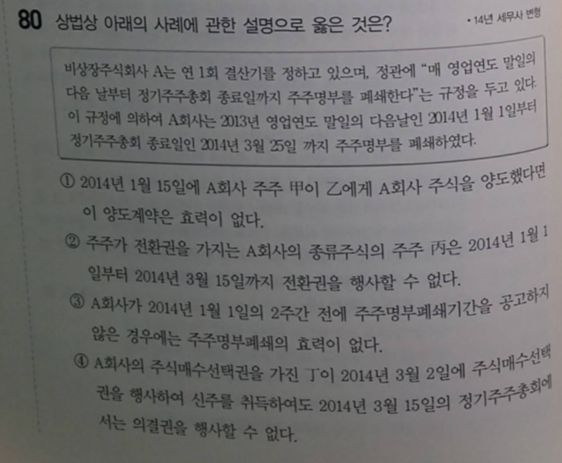 80 상법상 아래의 사례에 관한 설명으로 옳은 것은?
• 14년 세무사 변형
비상장주식회사 A는 연 1회 결산기를 정하고 있으며, 정관에 “매 영업연도 말일의
다음 날부터 정기주주총회 종료일까지 주주명부를 폐쇄한다”는 규정을 두고 있다.
이 규정에 의하여 A회사는 2013년 영업연도 말일의 다음날인 2014년 1월 1일부터
정기주주총회 종료일인 2014년 3월 25일 까지 주주명부를 폐쇄하였다.
① 2014년 1월 15일에 A회사 주주 甲이 乙에게 A회사 주식을 양도했다면
이 양도계약은 효력이 없다.
② 주주가 전환권을 가지는 A회사의 종류주식의 주주 丙은 2014년 1월 1
일부터 2014년 3월 15일까지 전환권을 행사할 수 없다.
③ A회사가 2014년 1월 1일의 2주간 전에 주주명부폐쇄기간을 공고하지
않은 경우에는 주주명부폐쇄의 효력이 없다.
④ A회사의 주식매수선택권을 가진 丁이 2014년 3월 2일에 주식매수선택
권을 행사하여 신주를 취득하여도 2014년 3월 15일의 정기주주총회에
서는 의결권을 행사할 수 없다.